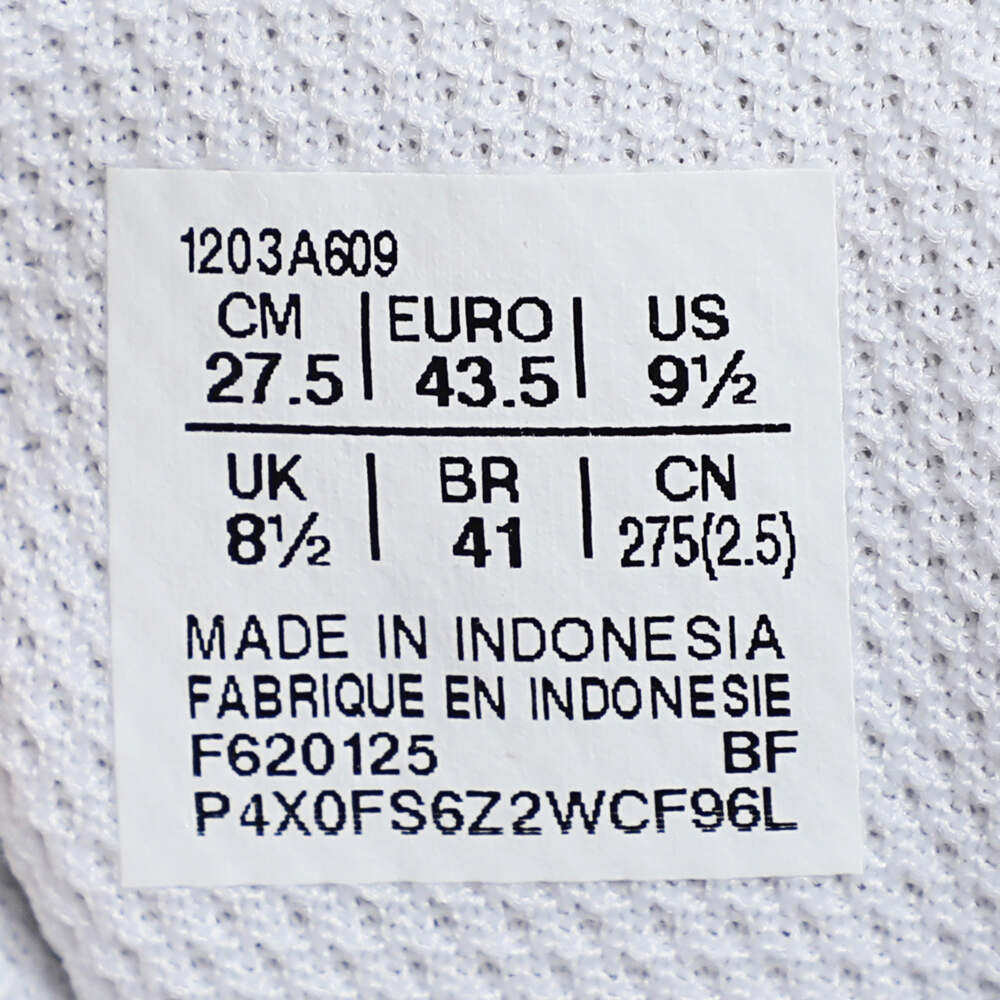 1203A609
CM | EURO | US
27.5 | 43.5 | 9½
UK | BR | CN
8½ | 41 | 275(2.5)
MADE IN INDONESIA
FABRIQUE EN INDONESIE
F620125 BF
P4X0FS6Z2WCF96L